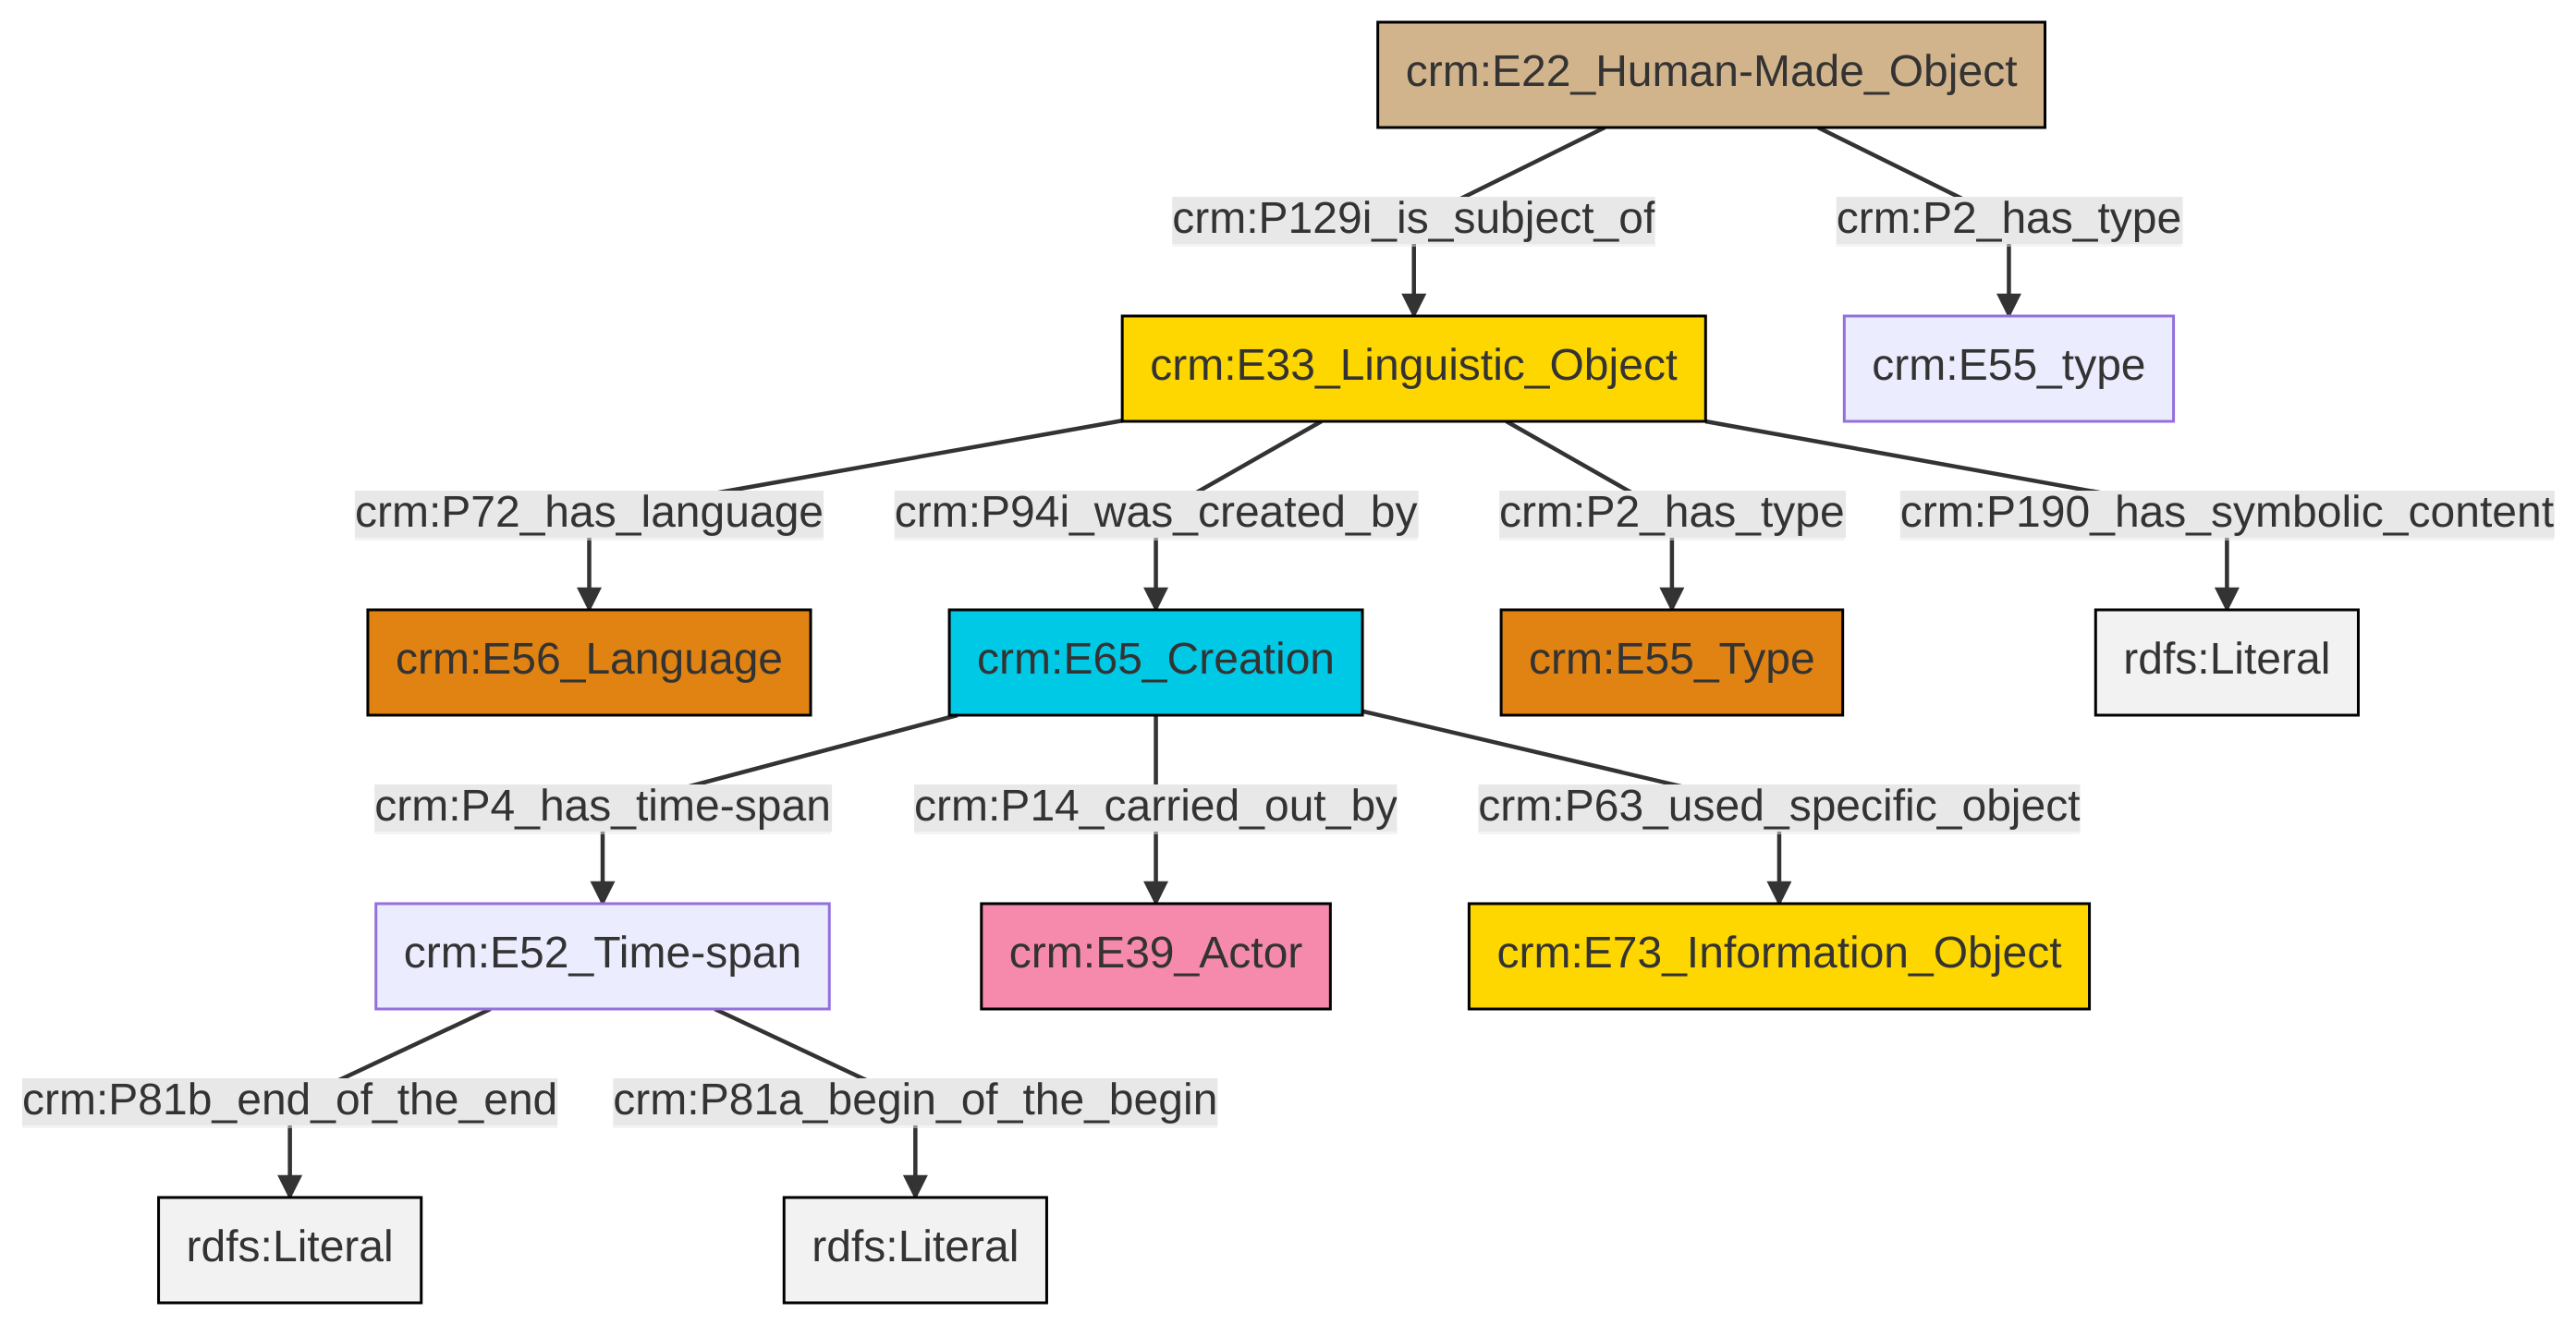 crm:E22_Human-Made_Object
crm:P129i_is_subject_of
crm:P2_has_type
crm:E33_Linguistic_Object
crm:E55_type
crm:P72_has_language
crm:P94i_was_created_by
crm:P2_has_type
crm:P190_has_symbolic_content
crm:E56_Language
crm:E65_Creation
crm:E55_Type
rdfs:Literal
crm:P4_has_time-span
crm:P14_carried_out_by
crm:P63_used_specific_object
crm:E52_Time-span
crm:E39_Actor
crm:E73_Information_Object
crm:P81b_end_of_the_end
crm:P81a_begin_of_the_begin
rdfs:Literal
rdfs:Literal